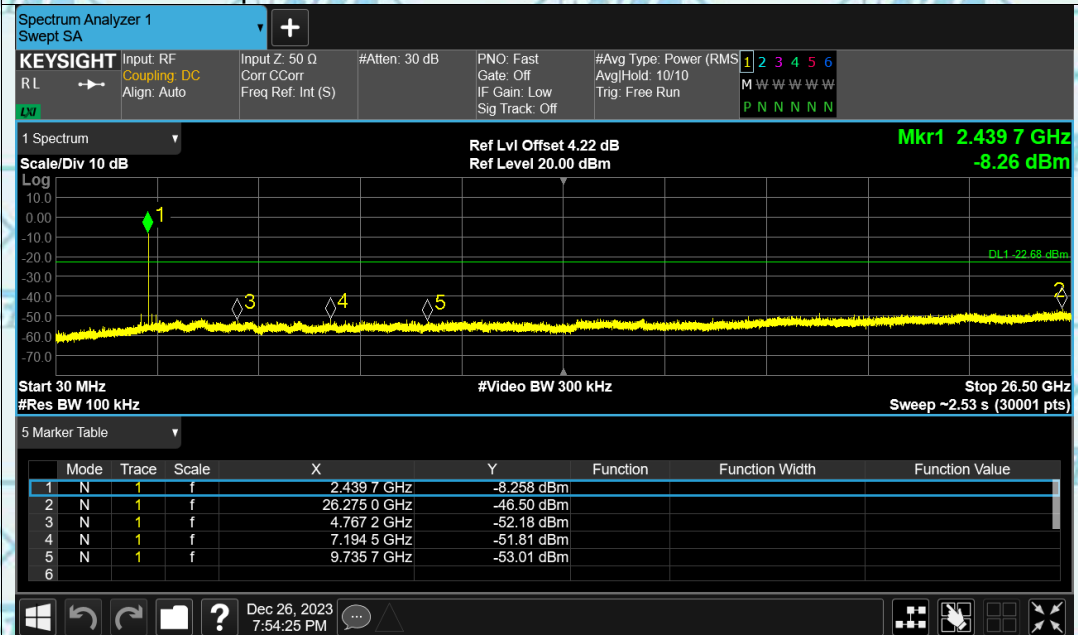 Spectrum Analyzer 1
Swept SA
+
KEYSIGHT
RL
LXI
Input: RF
Coupling: DC
Align: Auto
Input Z: 50 Ω
Corr CCorr
Freq Ref: Int (S)
#Atten: 30 dB
PNO: Fast
Gate: Off
IF Gain: Low
Sig Track: Off
#Avg Type: Power (RMS
Avg|Hold: 10/10
Trig: Free Run
1 2 3 4 5 6
M W W W W W
P N N N N N
1 Spectrum
Scale/Div 10 dB
Ref Lvl Offset 4.22 dB
Ref Level 20.00 dBm
Mkr1 2.439 7 GHz
-8.26 dBm
Log
10.0
0.00
-10.0
-20.0
-30.0
-40.0
-50.0
-60.0
-70.0
1
3
4
5
2
DL1 -22.68 dBm
Start 30 MHz
#Video BW 300 kHz
Stop 26.50 GHz
#Res BW 100 kHz
Sweep ~2.53 s (30001 pts)
5 Marker Table
Mode Trace Scale X Y Function Function Width Function Value
1 N 1 f 2.439 7 GHz -8.258 dBm
2 N 1 f 26.275 0 GHz -46.50 dBm
3 N 1 f 4.767 2 GHz -52.18 dBm
4 N 1 f 7.194 5 GHz -51.81 dBm
5 N 1 f 9.735 7 GHz -53.01 dBm
6
?
Dec 26, 2023
7:54:25 PM